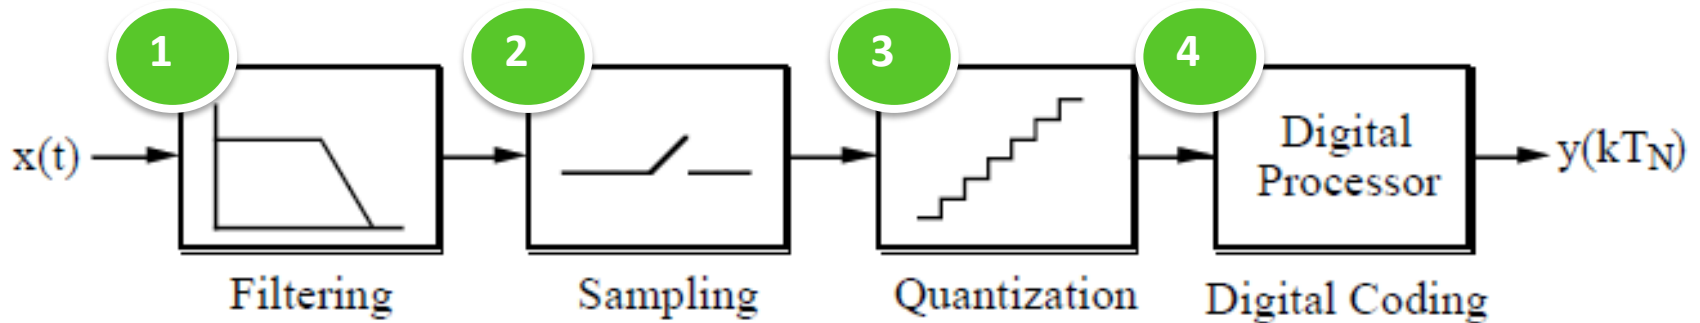 1
2
3
4
x(t)
Digital
Processor
y(kTN)
Filtering
Sampling
Quantization
Digital Coding